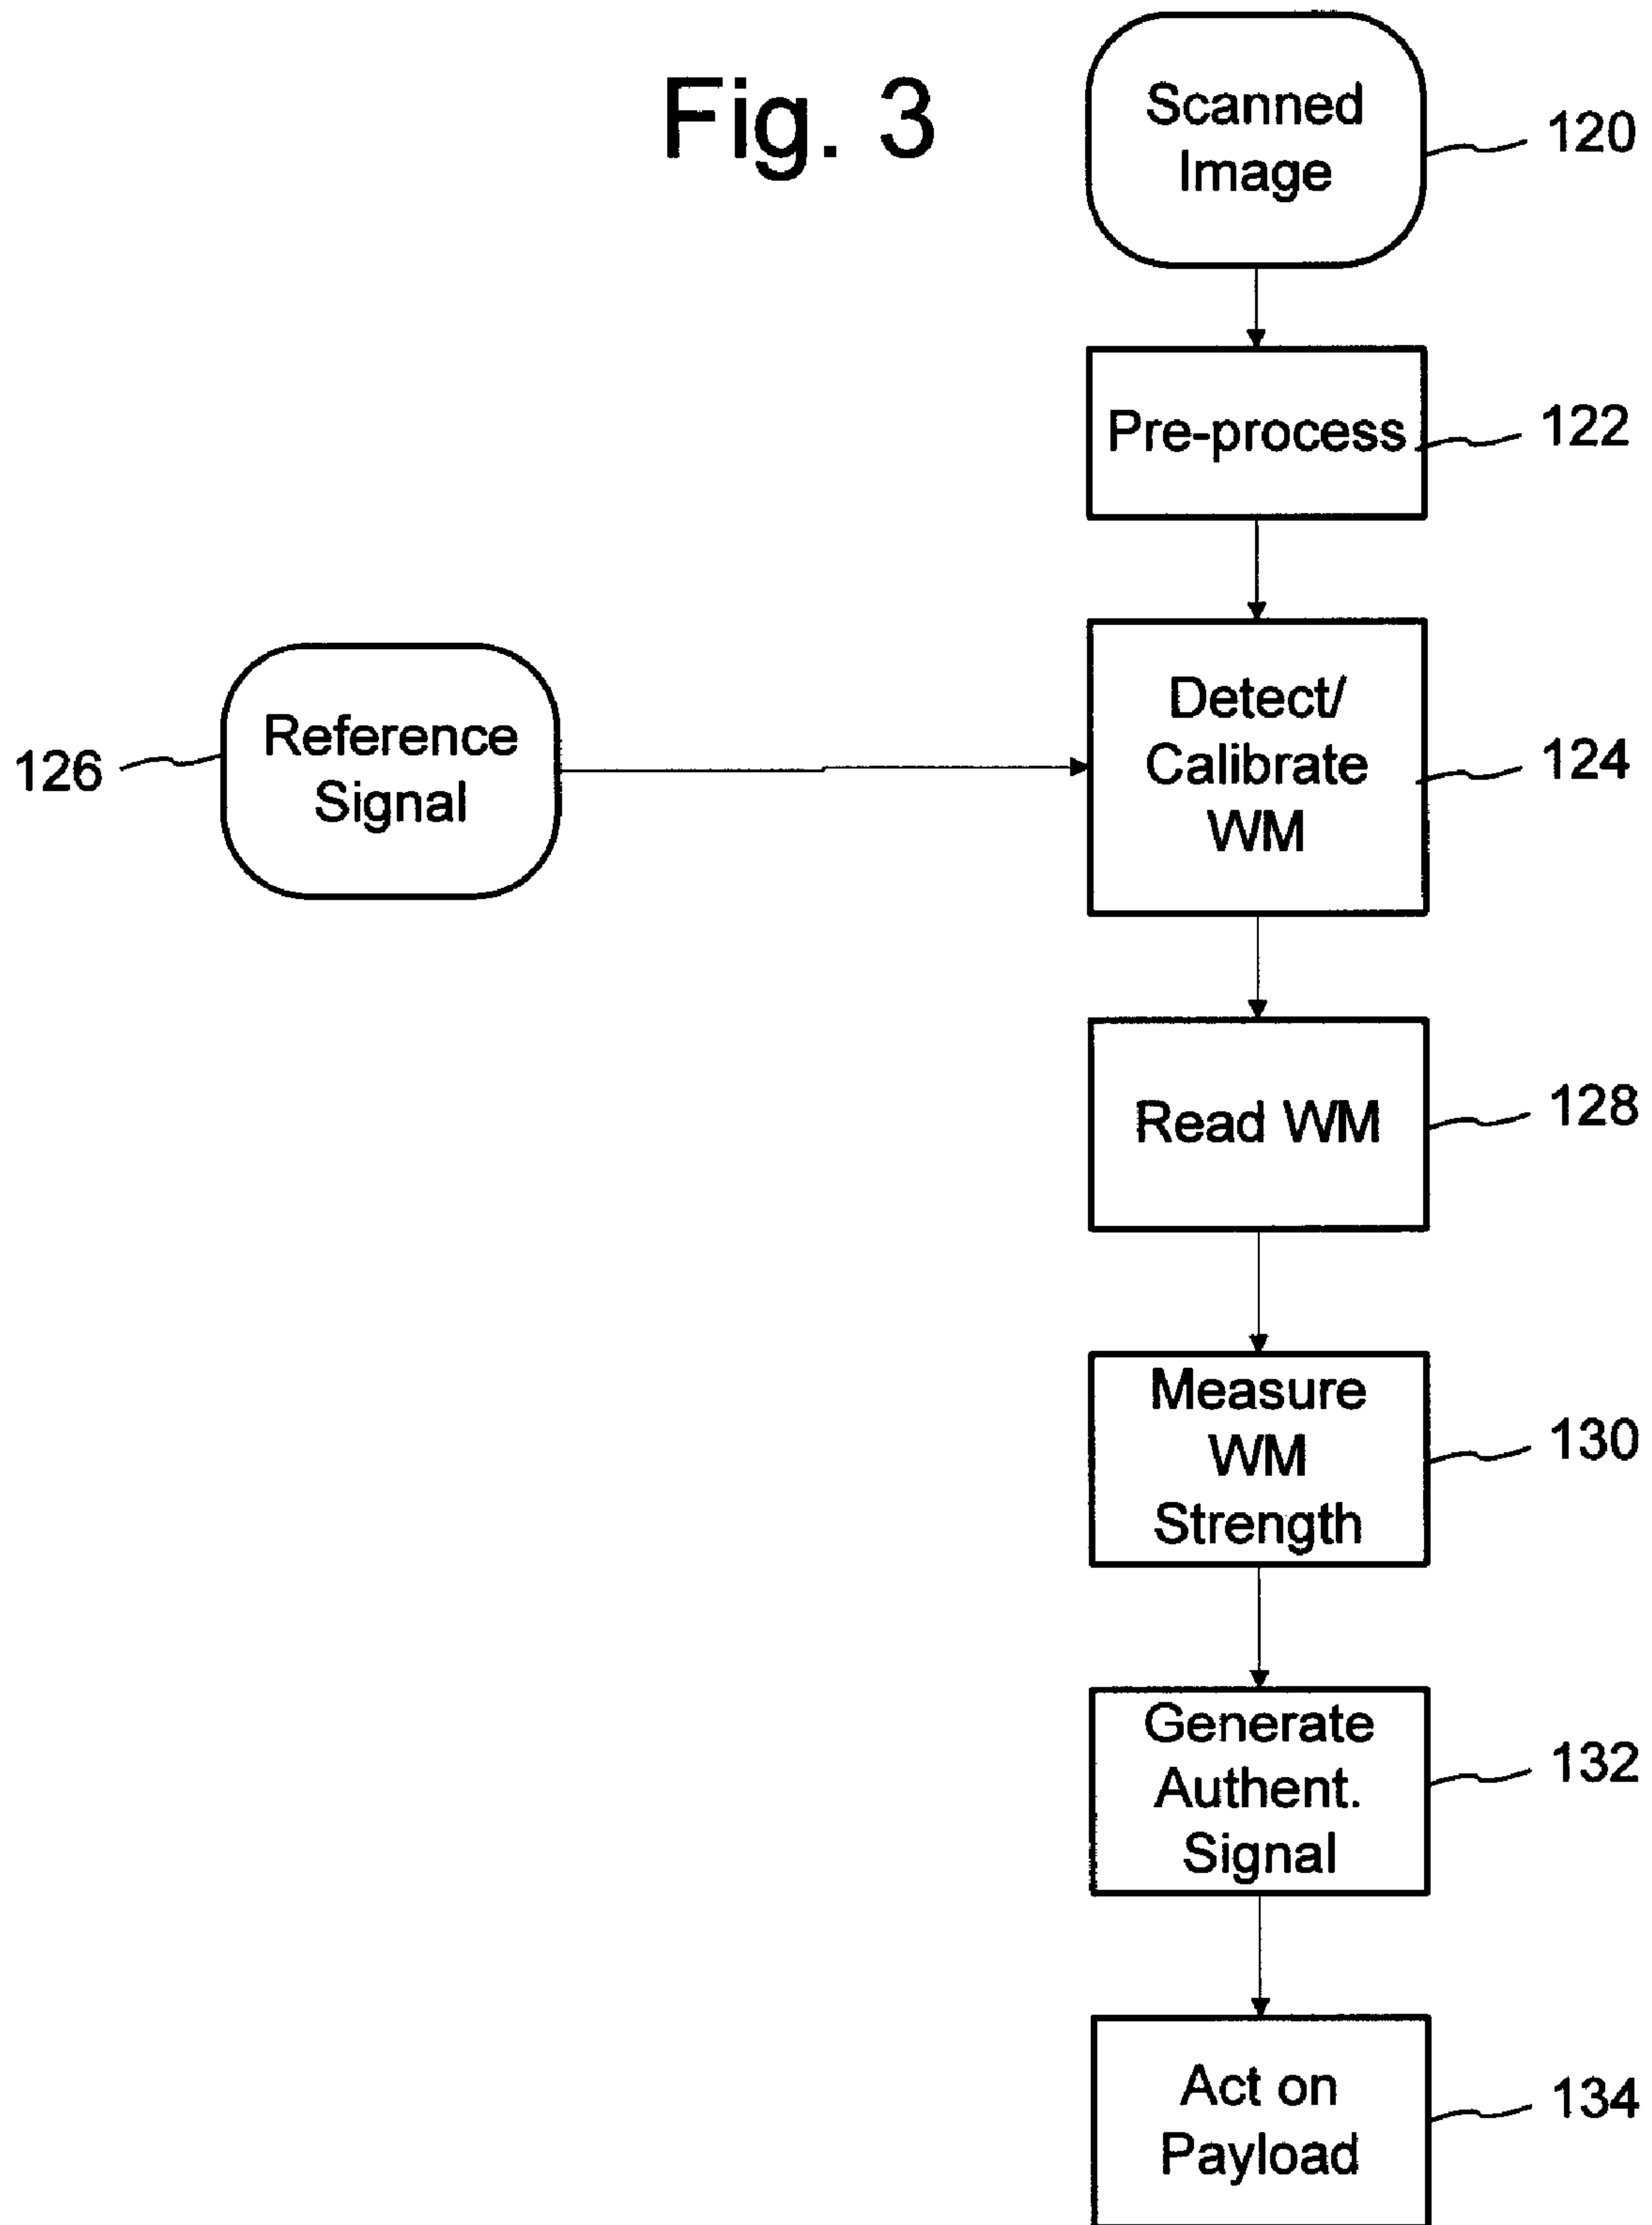 Fig. 3
Scanned
Image
120
Pre-process
122
Detect/
Calibrate
WM
124
Reference
Signal
126
Read WM
128
Measure
WM
Strength
130
Generate
Authent.
Signal
132
Act on
Payload
134